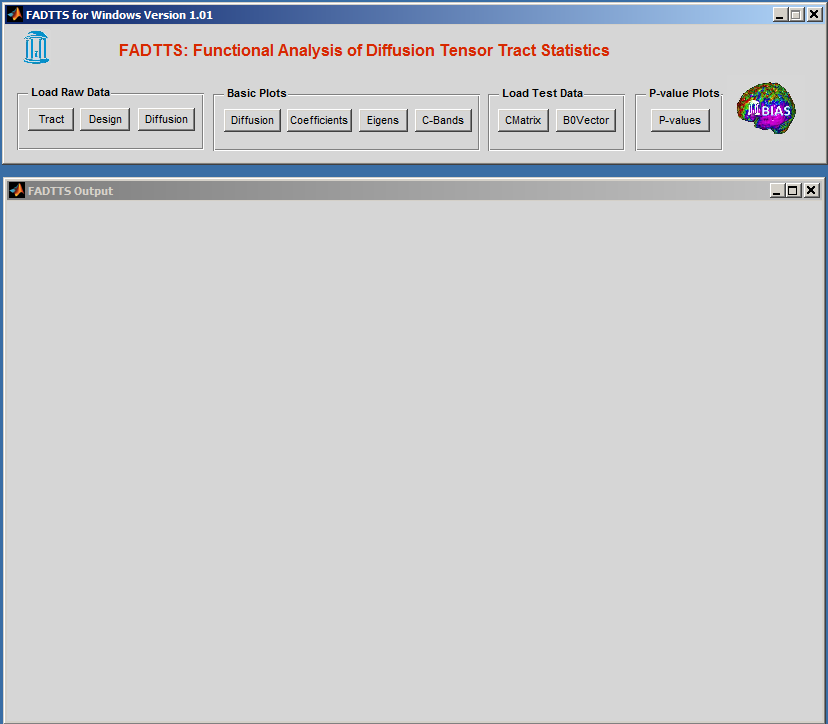 FADTTS for Windows Version 1.01
FADTTS: Functional Analysis of Diffusion Tensor Tract Statistics
Load Raw Data Basic Plots Load Test Data P-value Plots
Tract Design Diffusion Diffusion Coefficients Eigens C-Bands CMatrix B0Vector P-values
BIAS
FADTTS Output